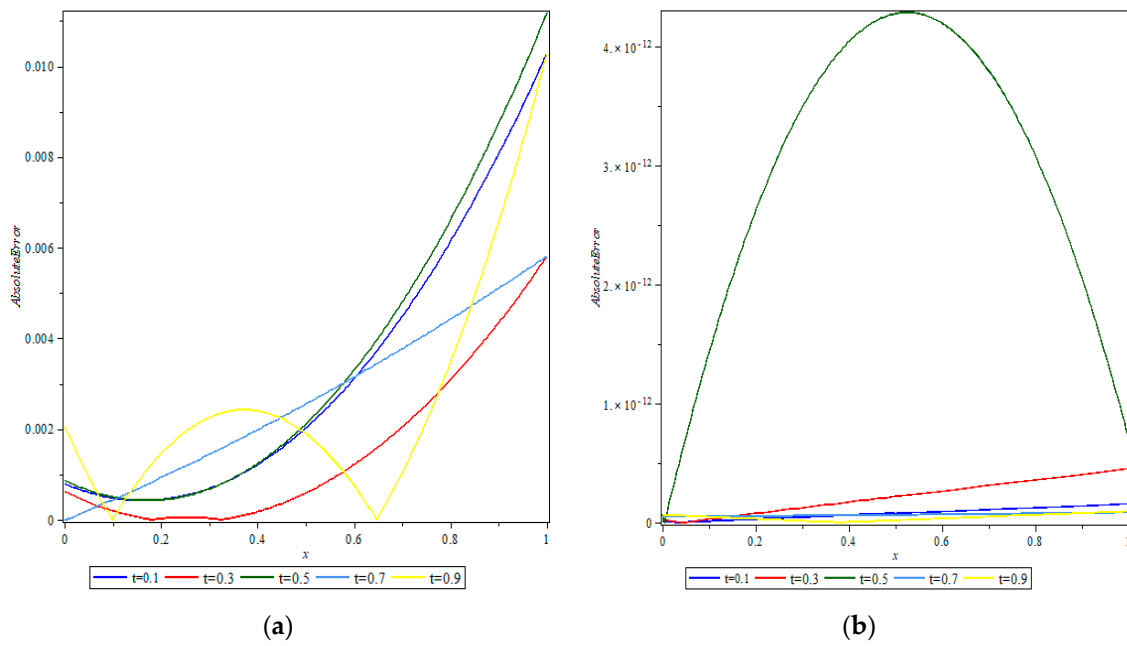 0.010
0.008
0.006
0.004
0.002
0
AbsoluteError
0 0.2 0.4 0.6 0.8 1
x
t=0.1 t=0.3 t=0.5 t=0.7 t=0.9
(a)
4.×10⁻¹²
3.×10⁻¹²
2.×10⁻¹²
1.×10⁻¹²
0
AbsoluteError
0 0.2 0.4 0.6 0.8 1
x
t=0.1 t=0.3 t=0.5 t=0.7 t=0.9
(b)